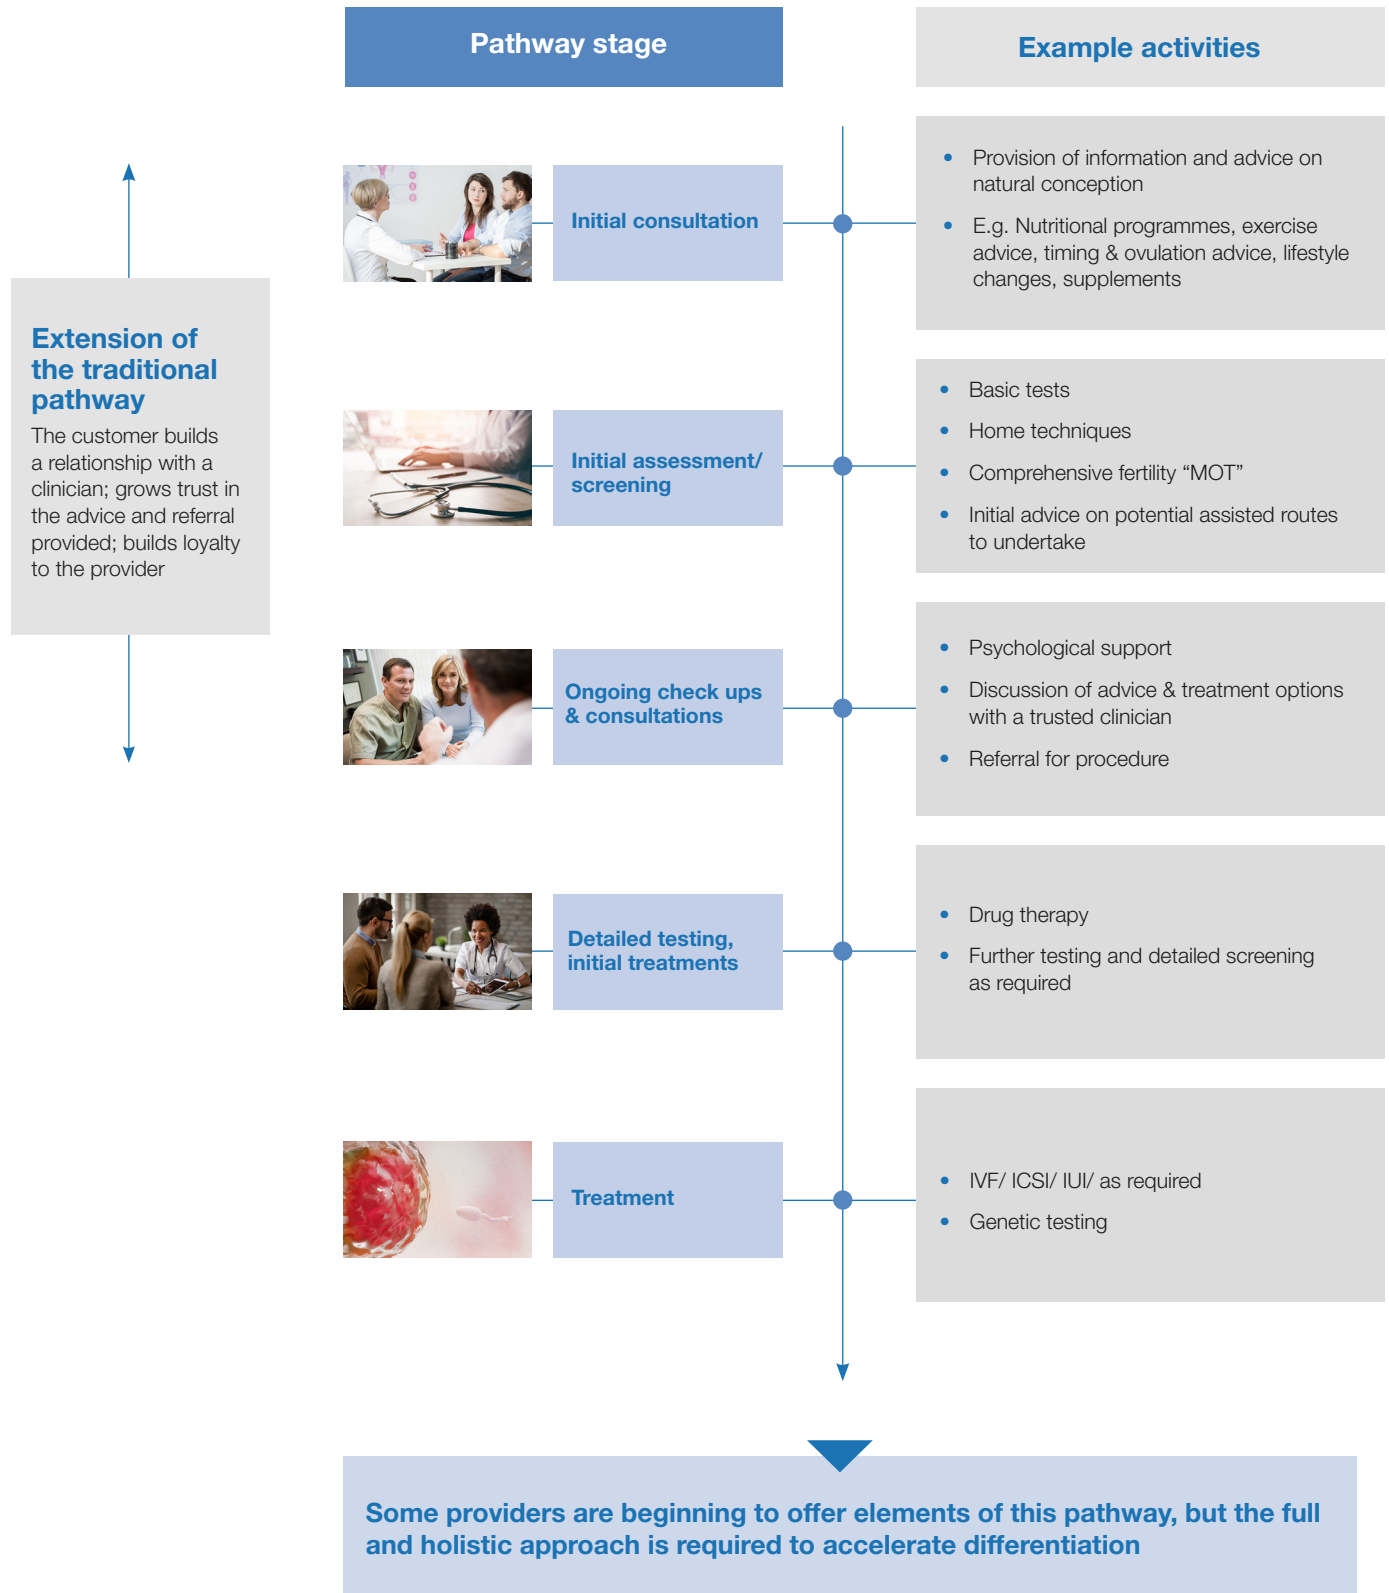 Pathway stage
Example activities
Extension of
the traditional
pathway
The customer builds
a relationship with a
clinician; grows trust in
the advice and referral
provided; builds loyalty
to the provider
Initial consultation
• Provision of information and advice on
natural conception
• E.g. Nutritional programmes, exercise
advice, timing & ovulation advice, lifestyle
changes, supplements
Initial assessment/
screening
• Basic tests
• Home techniques
• Comprehensive fertility “MOT”
• Initial advice on potential assisted routes
to undertake
Ongoing check ups
& consultations
• Psychological support
• Discussion of advice & treatment options
with a trusted clinician
• Referral for procedure
Detailed testing,
initial treatments
• Drug therapy
• Further testing and detailed screening
as required
Treatment
• IVF/ ICSI/ IUI/ as required
• Genetic testing
Some providers are beginning to offer elements of this pathway, but the full
and holistic approach is required to accelerate differentiation